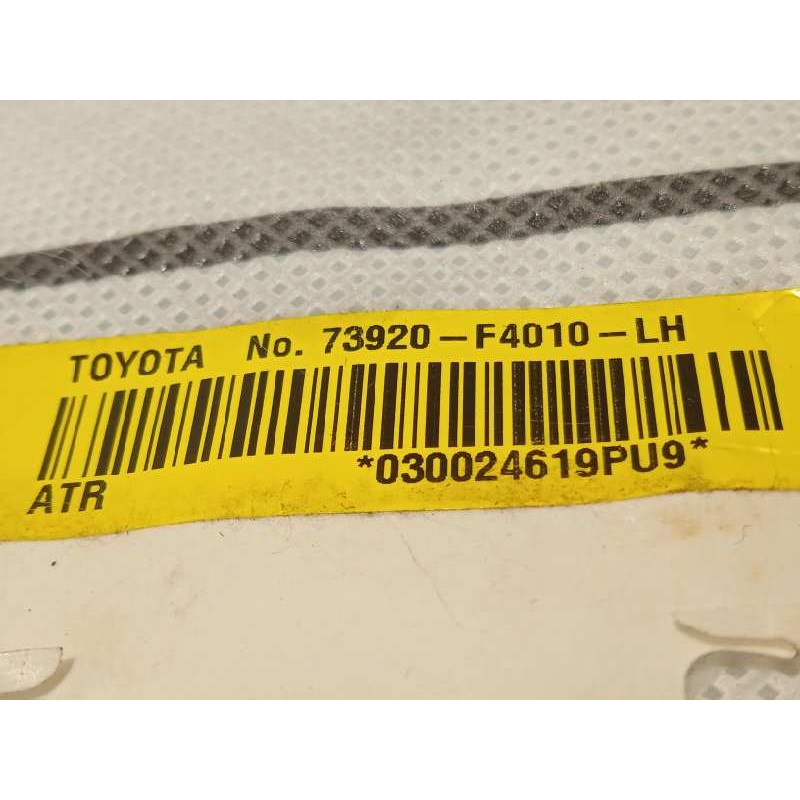 TOYOTA No. 73920-F4010-LH
*030024619PU9*
ATR